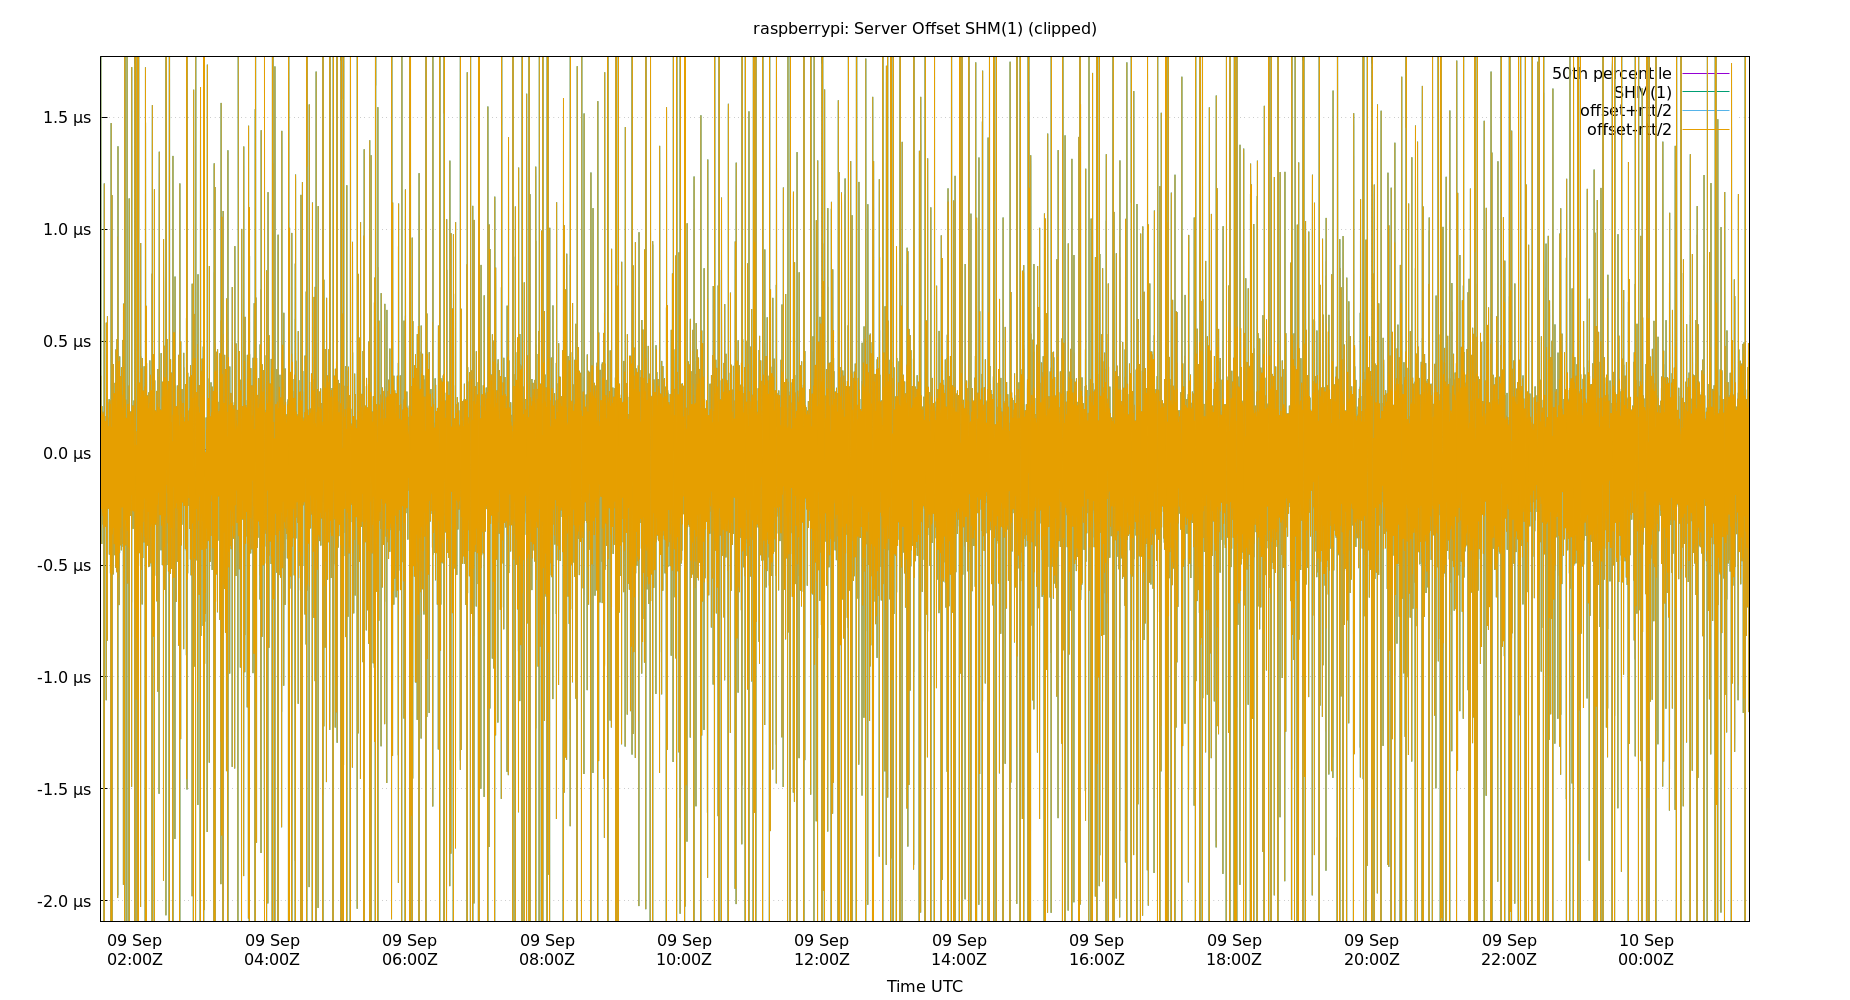 raspberrypi: Server Offset SHM(1) (clipped)
50th percentile
SHM(1)
offset+rtt/2
offset-rtt/2
1.5 µs
1.0 µs
0.5 µs
0.0 µs
-0.5 µs
-1.0 µs
-1.5 µs
-2.0 µs
09 Sep 09 Sep 09 Sep 09 Sep 09 Sep 09 Sep 09 Sep 09 Sep 09 Sep 09 Sep 09 Sep 10 Sep
02:00Z 04:00Z 06:00Z 08:00Z 10:00Z 12:00Z 14:00Z 16:00Z 18:00Z 20:00Z 22:00Z 00:00Z
Time UTC